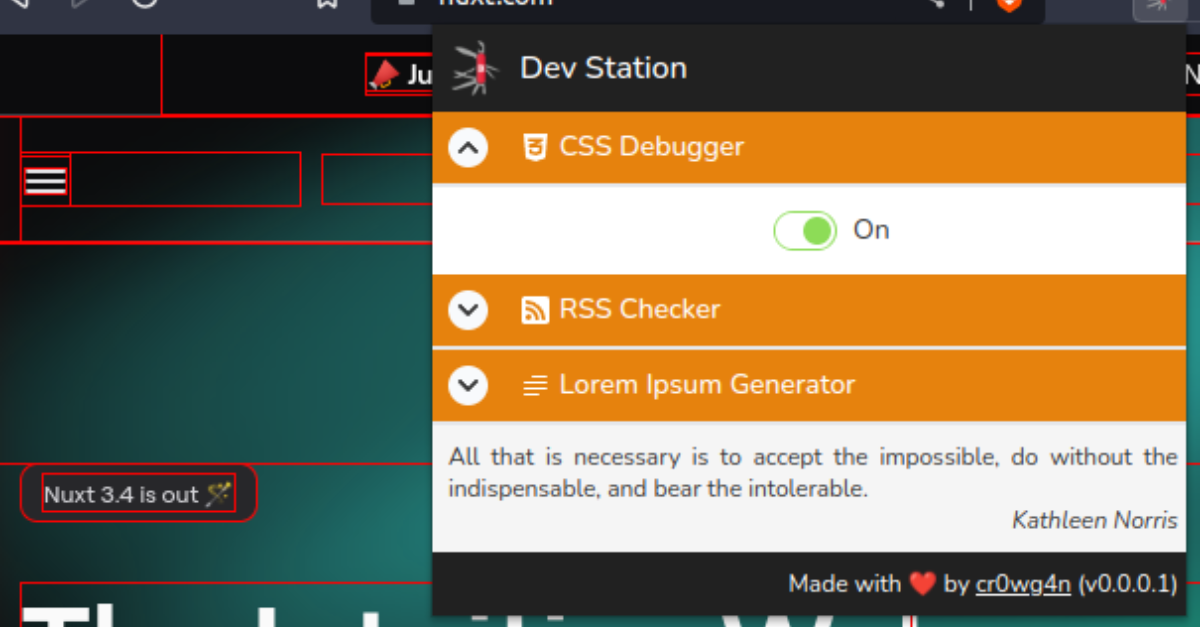 nuxt.com
Dev Station
Ju
N
CSS Debugger
On
RSS Checker
Lorem Ipsum Generator
All that is necessary is to accept the impossible, do without the
indispensable, and bear the intolerable.
Kathleen Norris
Nuxt 3.4 is out
Made with ❤️ by cr0wg4n (v0.0.0.1)